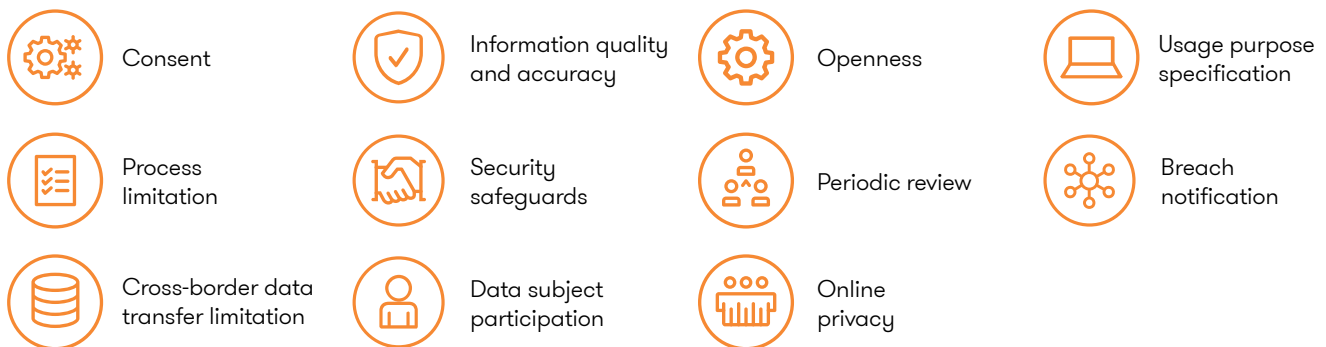 Consent
Information quality
and accuracy
Openness
Usage purpose
specification
Process
limitation
Security
safeguards
Periodic review
Breach
notification
Cross-border data
transfer limitation
Data subject
participation
Online
privacy